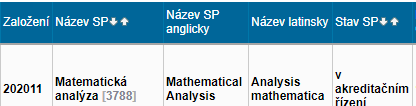 Založení Název SP Název SP anglicky Název latinsky Stav SP
202011 Matematická analýza [3788] Mathematical Analysis Analysis mathematica v akreditačním řízení